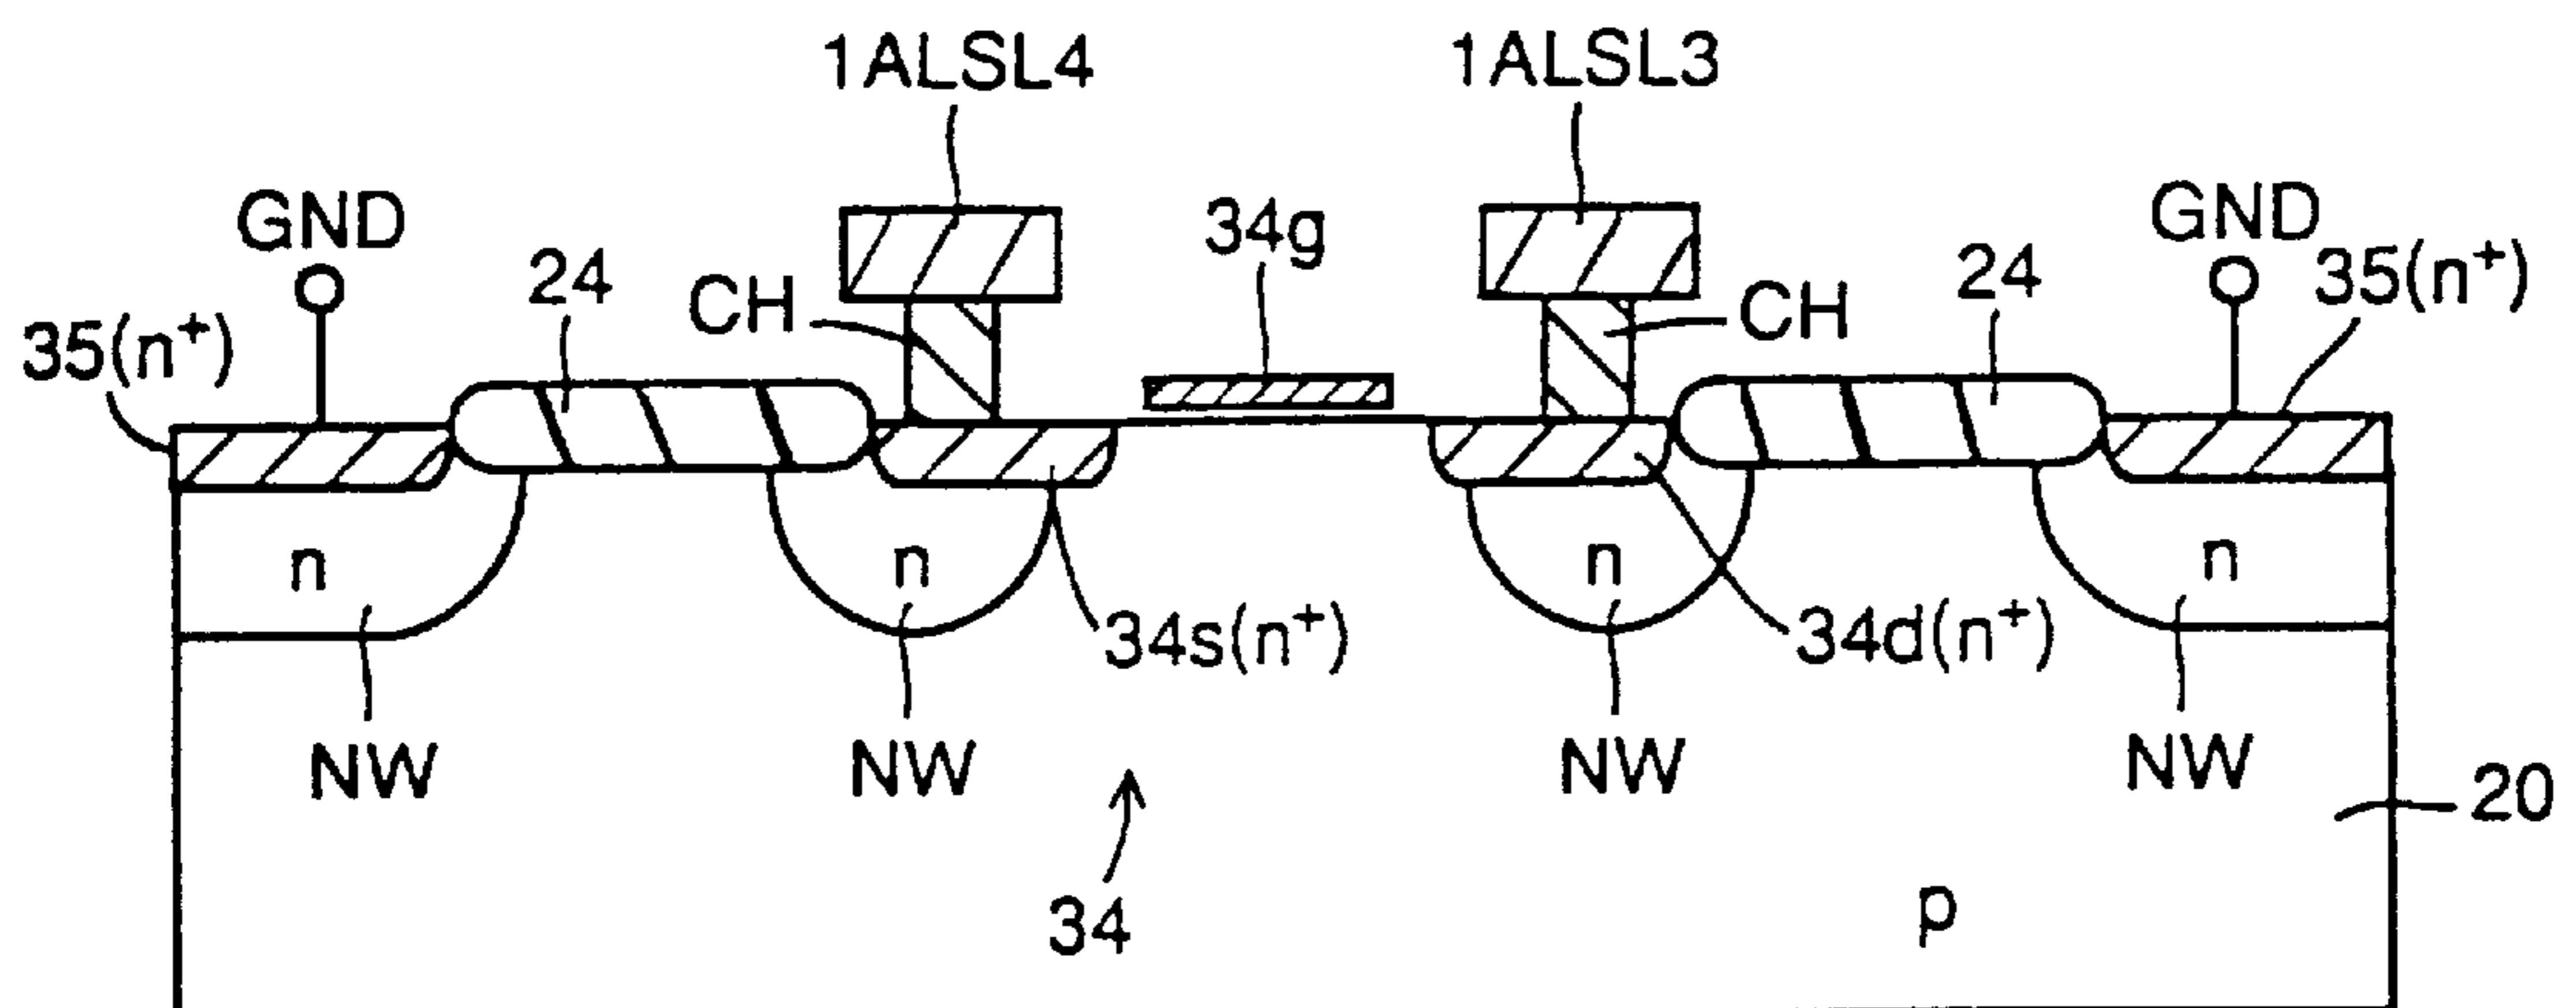 1ALSL4
1ALSL3
GND
24
CH
34g
CH
24
GND
35(n⁺)
35(n⁺)
n
n
n
n
34s(n⁺)
34d(n⁺)
NW
NW
NW
NW
20
34
p